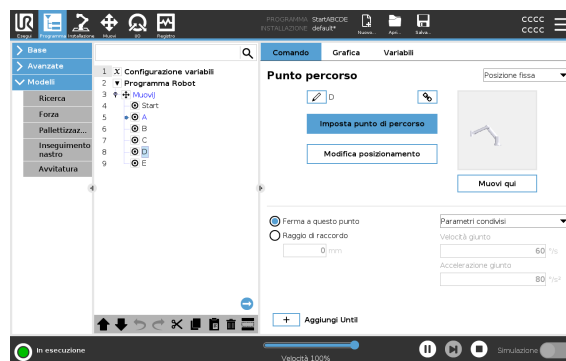 UR
PROGRAMMA StartABCDE
INSTALLAZIONE default*
Esegui Programma Installazione Muovi I/O Registro
Nuovo... Apri... Salva...
CCCC
CCCC
Base
Avanzate
Modelli
Ricerca
Forza
Pallettizzaz...
Inseguimento
nastro
Avvitatura
1 X Configurazione variabili
2 Programma Robot
3 MuoviJ
4 Start
5 A
6 B
7 C
8 D
9 E
Comando Grafica Variabili
Punto percorso
Posizione fissa
D
Imposta punto di percorso
Modifica posizionamento
Muovi qui
Ferma a questo punto
Raggio di raccordo
0 mm
Parametri condivisi
Velocità giunto
60 °/s
Accelerazione giunto
80 °/s²
+ Aggiungi Until
In esecuzione
Velocità 100%
Simulazione